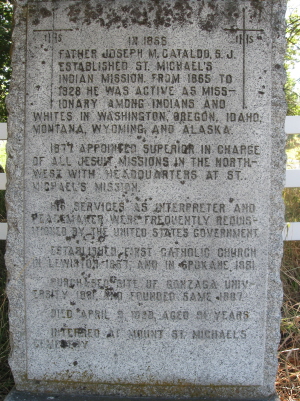 IHS IHS
IN 1866
FATHER JOSEPH M. CATALDO, S. J.
ESTABLISHED ST. MICHAEL'S
INDIAN MISSION. FROM 1865 TO
1928 HE WAS ACTIVE AS MISS-
IONARY AMONG INDIANS AND
WHITES IN WASHINGTON, OREGON, IDAHO,
MONTANA, WYOMING, AND ALASKA.
1877 APPOINTED SUPERIOR IN CHARGE
OF ALL JESUIT MISSIONS IN THE NORTH-
WEST WITH HEADQUARTERS AT ST.
MICHAEL'S MISSION.
HIS SERVICES AS INTERPRETER AND
PEACEMAKER WERE FREQUENTLY REQUIS-
ITIONED BY THE UNITED STATES GOVERNMENT.
ESTABLISHED FIRST CATHOLIC CHURCH
IN LEWISTON 1867, AND IN SPOKANE 1881.
PURCHASED SITE OF GONZAGA UNIV-
ERSITY 1881, AND FOUNDED SAME 1887.
DIED APRIL 9, 1928, AGED 91 YEARS
INTERRED AT MOUNT ST. MICHAEL'S
CEMETERY